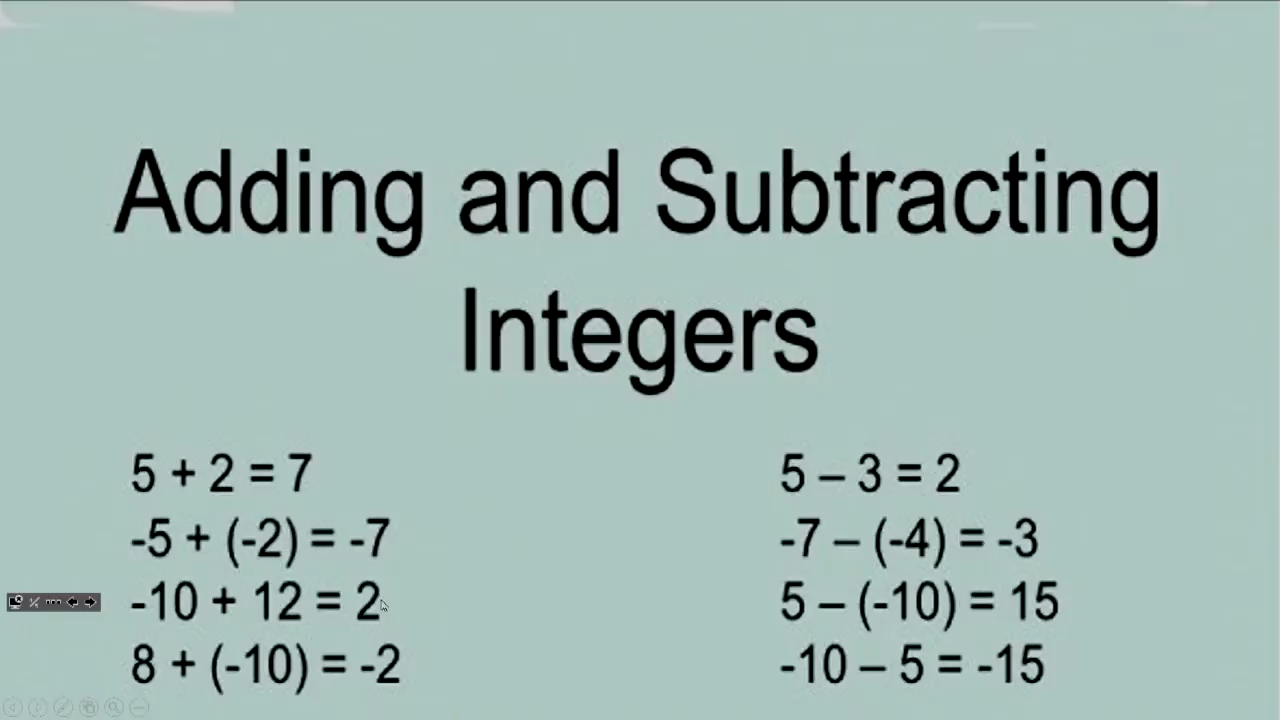 Adding and Subtracting
Integers
5 + 2 = 7
-5 + (-2) = -7
-10 + 12 = 2
8 + (-10) = -2
5 – 3 = 2
-7 – (-4) = -3
5 – (-10) = 15
-10 – 5 = -15